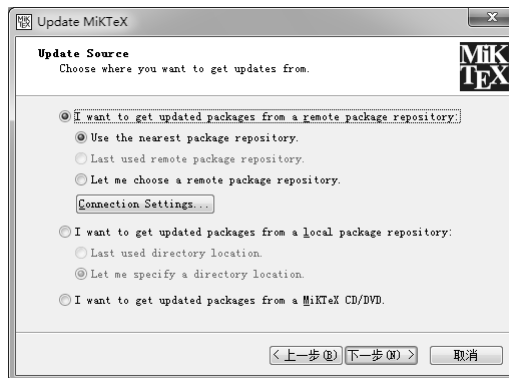 Update MiKTeX
Update Source
Choose where you want to get updates from.
MiK
TEX
I want to get updated packages from a remote package repository:
Use the nearest package repository.
Last used remote package repository.
Let me choose a remote package repository.
Connection Settings...
I want to get updated packages from a local package repository:
Last used directory location.
Let me specify a directory location.
I want to get updated packages from a MiKTeX CD/DVD.
< 上一步(B) 下一步(N) > 取消